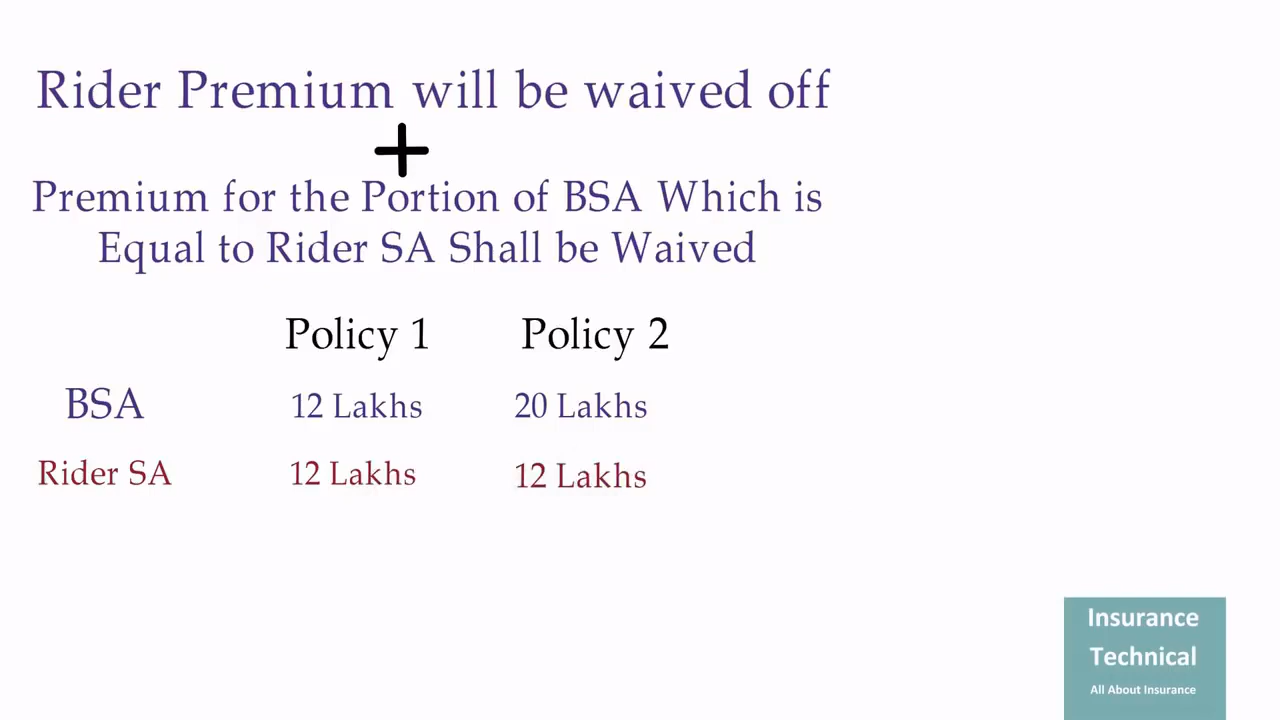 Rider Premium will be waived off
+
Premium for the Portion of BSA Which is
Equal to Rider SA Shall be Waived
Policy 1 Policy 2
BSA 12 Lakhs 20 Lakhs
Rider SA 12 Lakhs 12 Lakhs
Insurance
Technical
All About Insurance